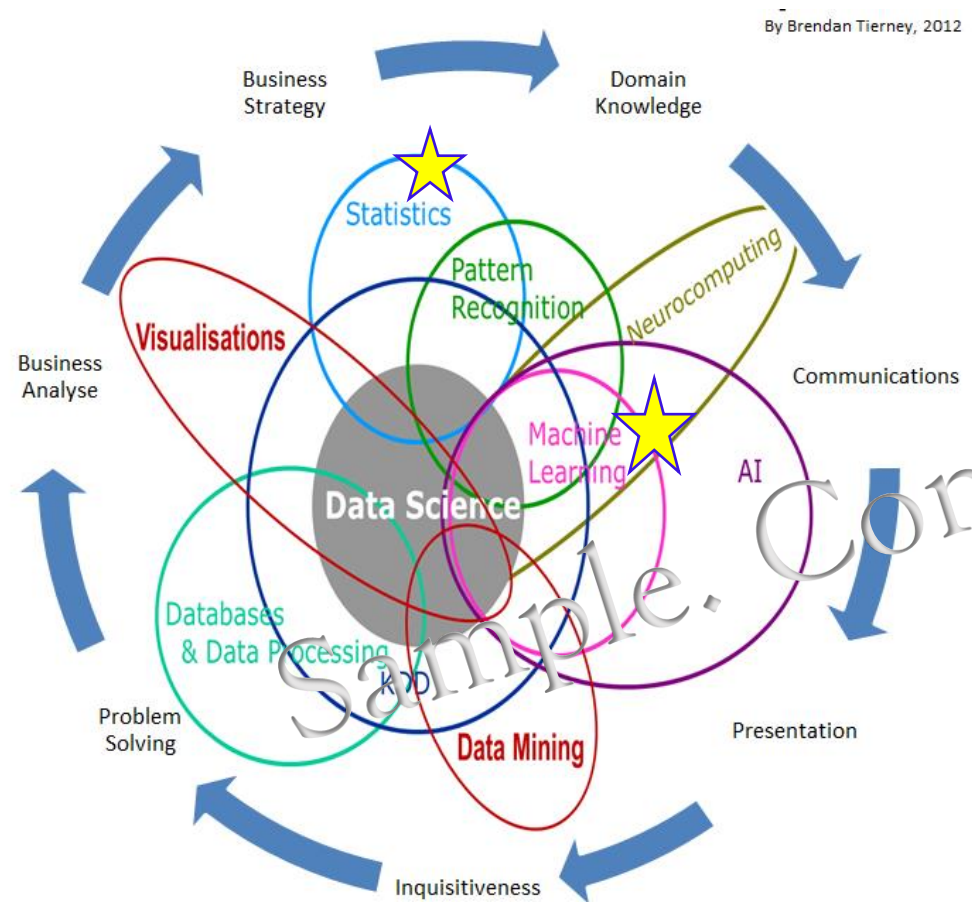 By Brendan Tierney, 2012
Business
Strategy
Domain
Knowledge
Statistics
Pattern
Recognition
Neurocomputing
Visualisations
Business
Analyse
Communications
Machine
Learning
AI
Data Science
Databases
& Data Processing
KDD
Sample. Con
Problem
Solving
Data Mining
Presentation
Inquisitiveness